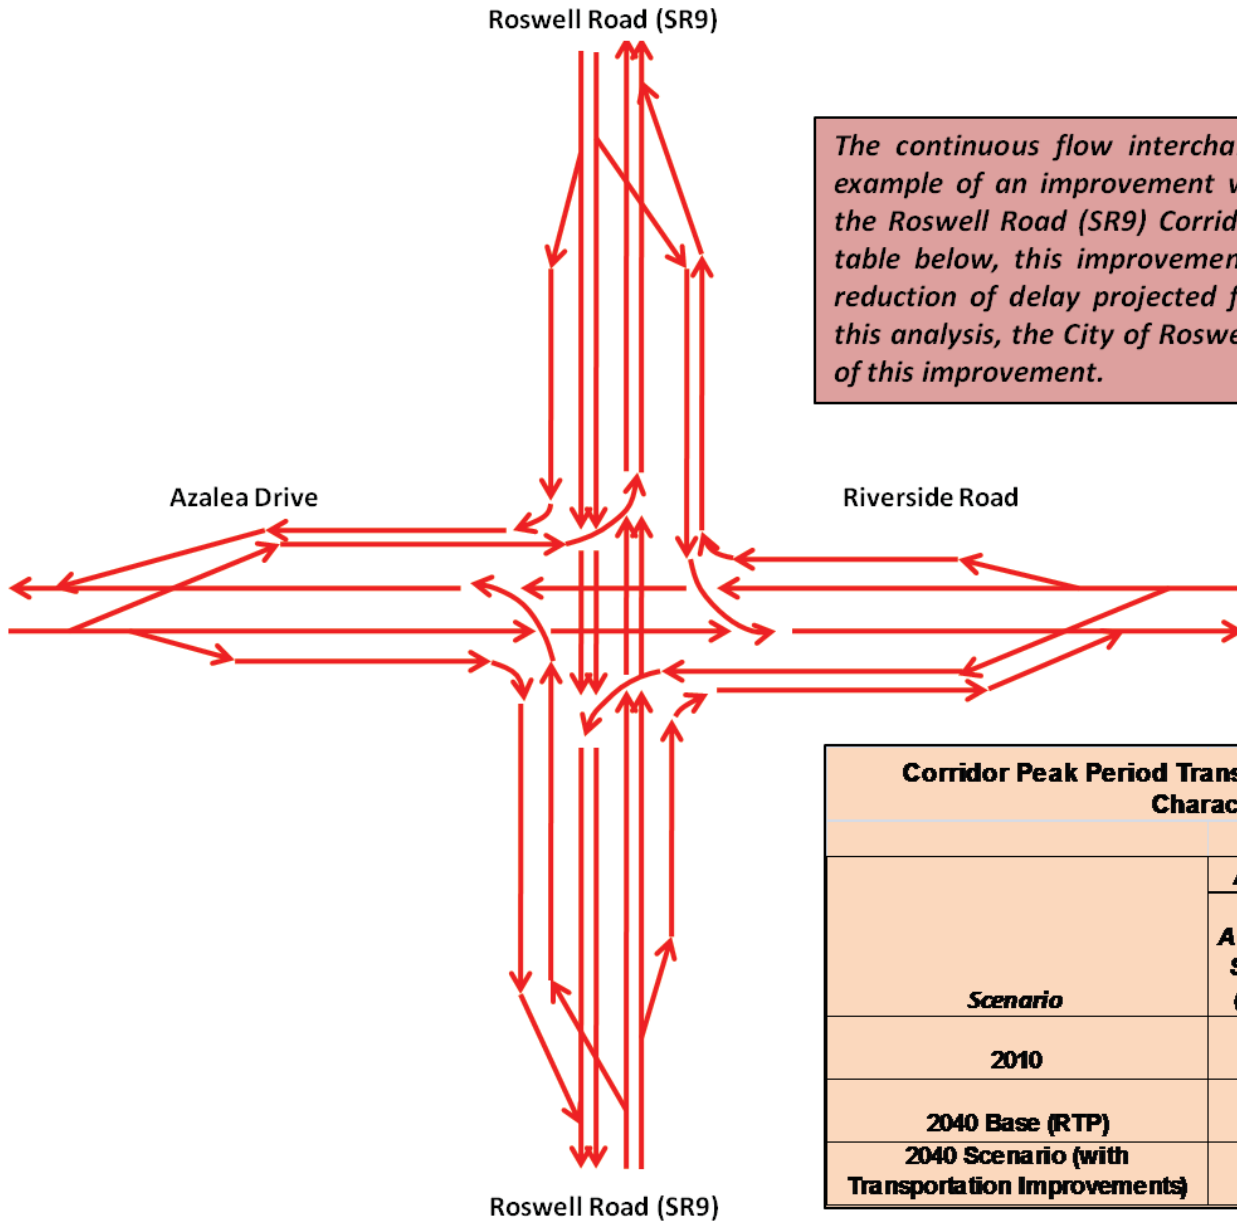 Roswell Road (SR9)
The continuous flow intercha
example of an improvement
the Roswell Road (SR9) Corrid
table below, this improvemen
reduction of delay projected f
this analysis, the City of Roswe
of this improvement.
Azalea Drive
Riverside Road
Corridor Peak Period Trans
Charac
A
S
(
Scenario
2010
2040 Base (RTP)
2040 Scenario (with
Transportation Improvements)
Roswell Road (SR9)